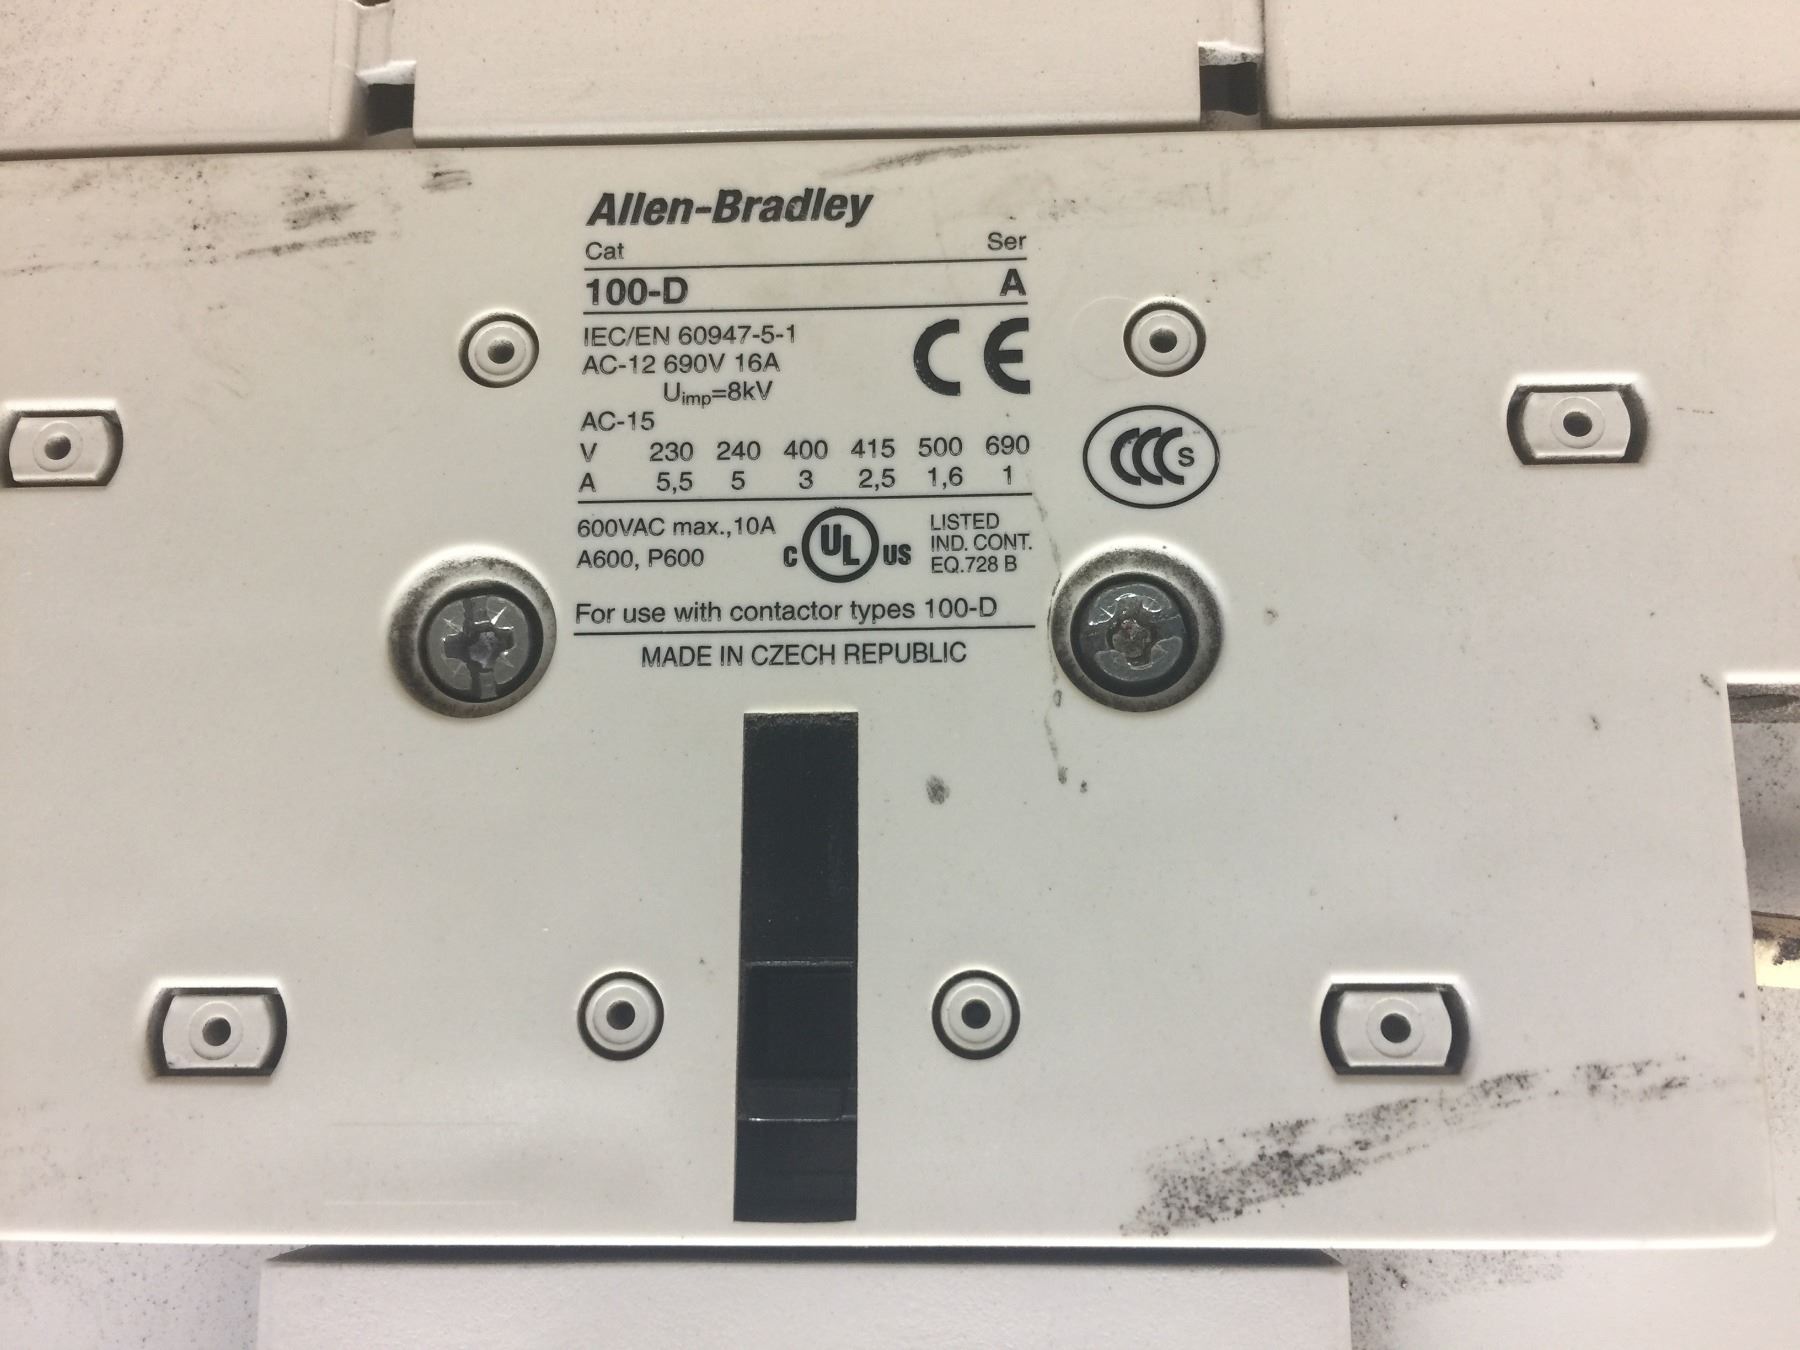 Allen-Bradley
Cat Ser
100-D A
IEC/EN 60947-5-1
AC-12 690V 16A
Uimp=8kV
CE
AC-15
V 230 240 400 415 500 690
A 5,5 5 3 2,5 1,6 1
CCC S
600VAC max.,10A
A600, P600
C UL US
LISTED
IND. CONT.
EQ.728 B
For use with contactor types 100-D
MADE IN CZECH REPUBLIC